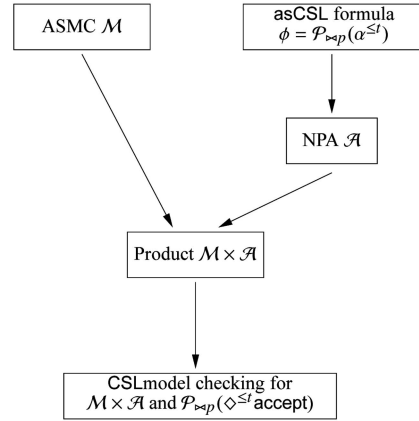 ASMC ℳ
asCSL formula
ϕ = 𝒫⋈p(α≤t)
NPA 𝒜
Product ℳ × 𝒜
CSLmodel checking for
ℳ × 𝒜 and 𝒫⋈p(◇≤t accept)